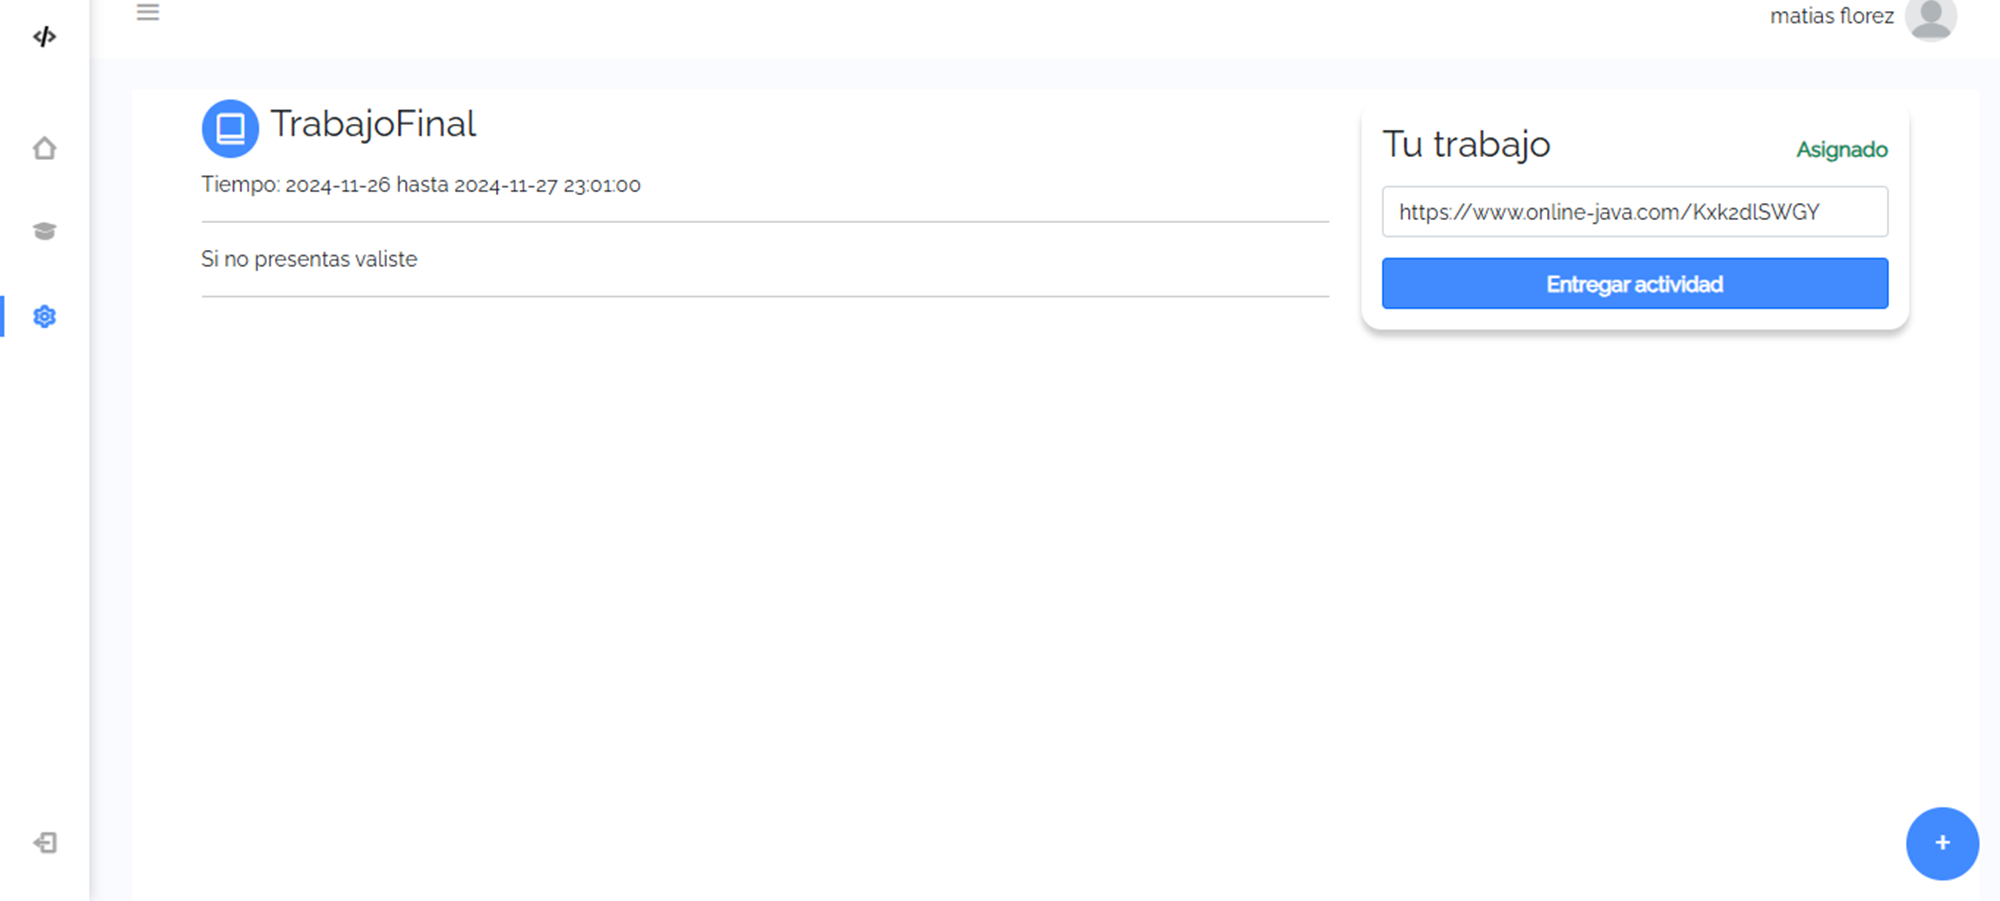 matias florez
TrabajoFinal
Tiempo: 2024-11-26 hasta 2024-11-27 23:01:00
Si no presentas valiste
Tu trabajo
Asignado
https://www.online-java.com/Kxk2dlSWGY
Entregar actividad
+